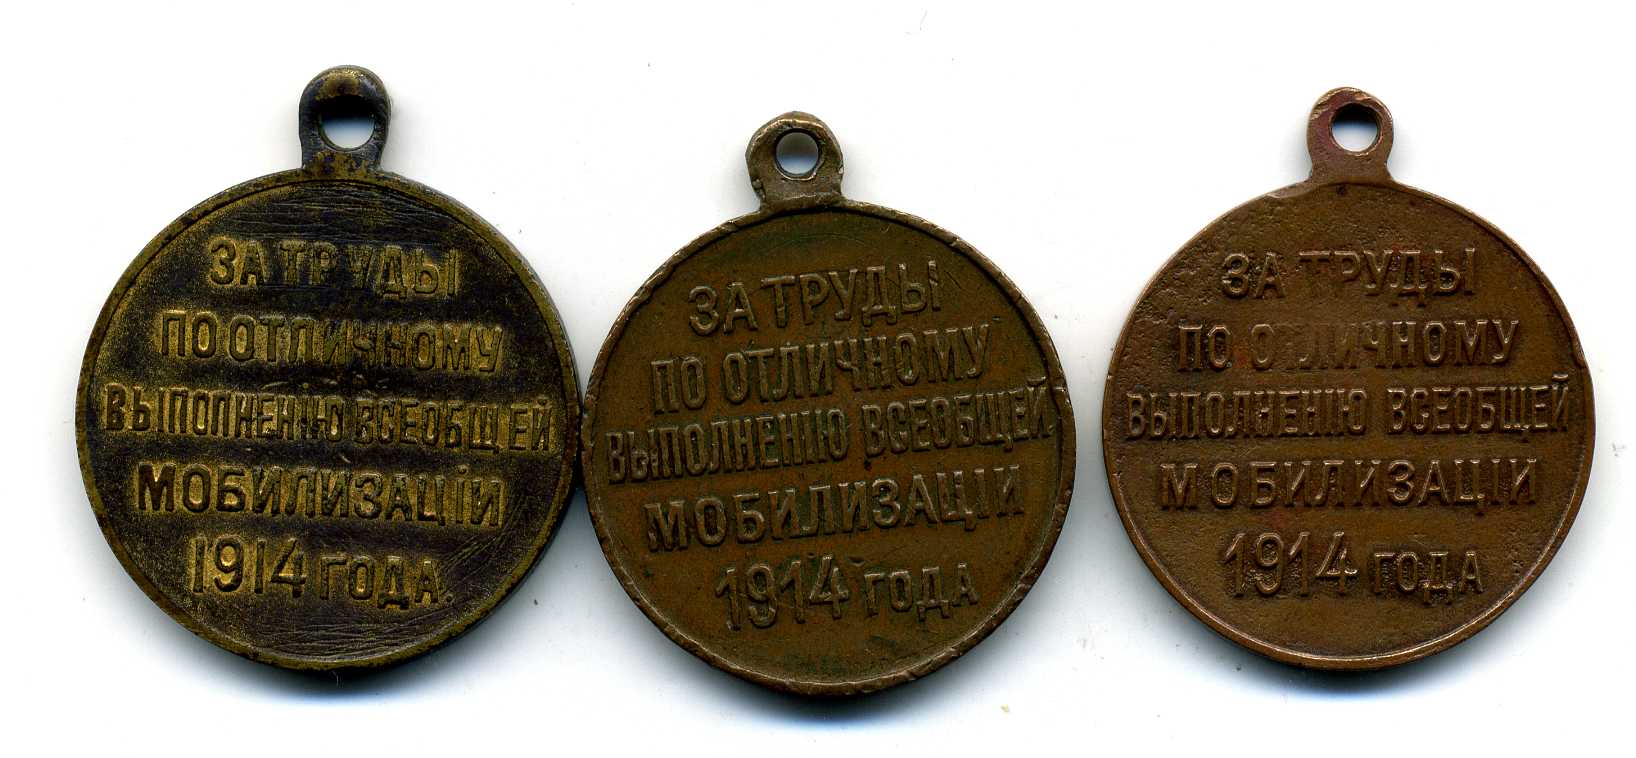 ЗА ТРУДЫ
ПО ОТЛИЧНОМУ
ВЫПОЛНЕНІЮ ВСЕОБЩЕЙ
МОБИЛИЗАЦІИ
1914 ГОДА.
ЗА ТРУДЫ
ПО ОТЛИЧНОМУ
ВЫПОЛНЕНІЮ ВСЕОБЩЕЙ
МОБИЛИЗАЦІИ
1914 ГОДА
ЗА ТРУДЫ
ПО ОТЛИЧНОМУ
ВЫПОЛНЕНІЮ ВСЕОБЩЕЙ
МОБИЛИЗАЦІИ
1914 ГОДА